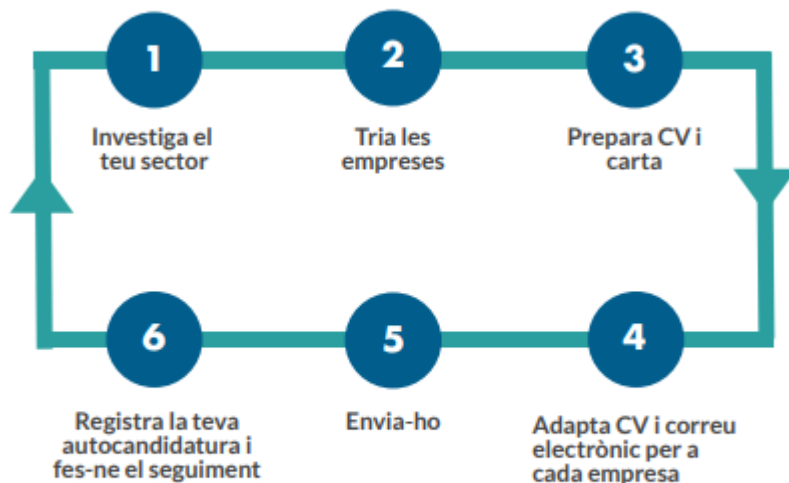 1
Investiga el
teu sector
2
Tria les
empreses
3
Prepara CV i
carta
4
Adapta CV i correu
electrònic per a
cada empresa
5
Envia-ho
6
Registra la teva
autocandidatura i
fes-ne el seguiment